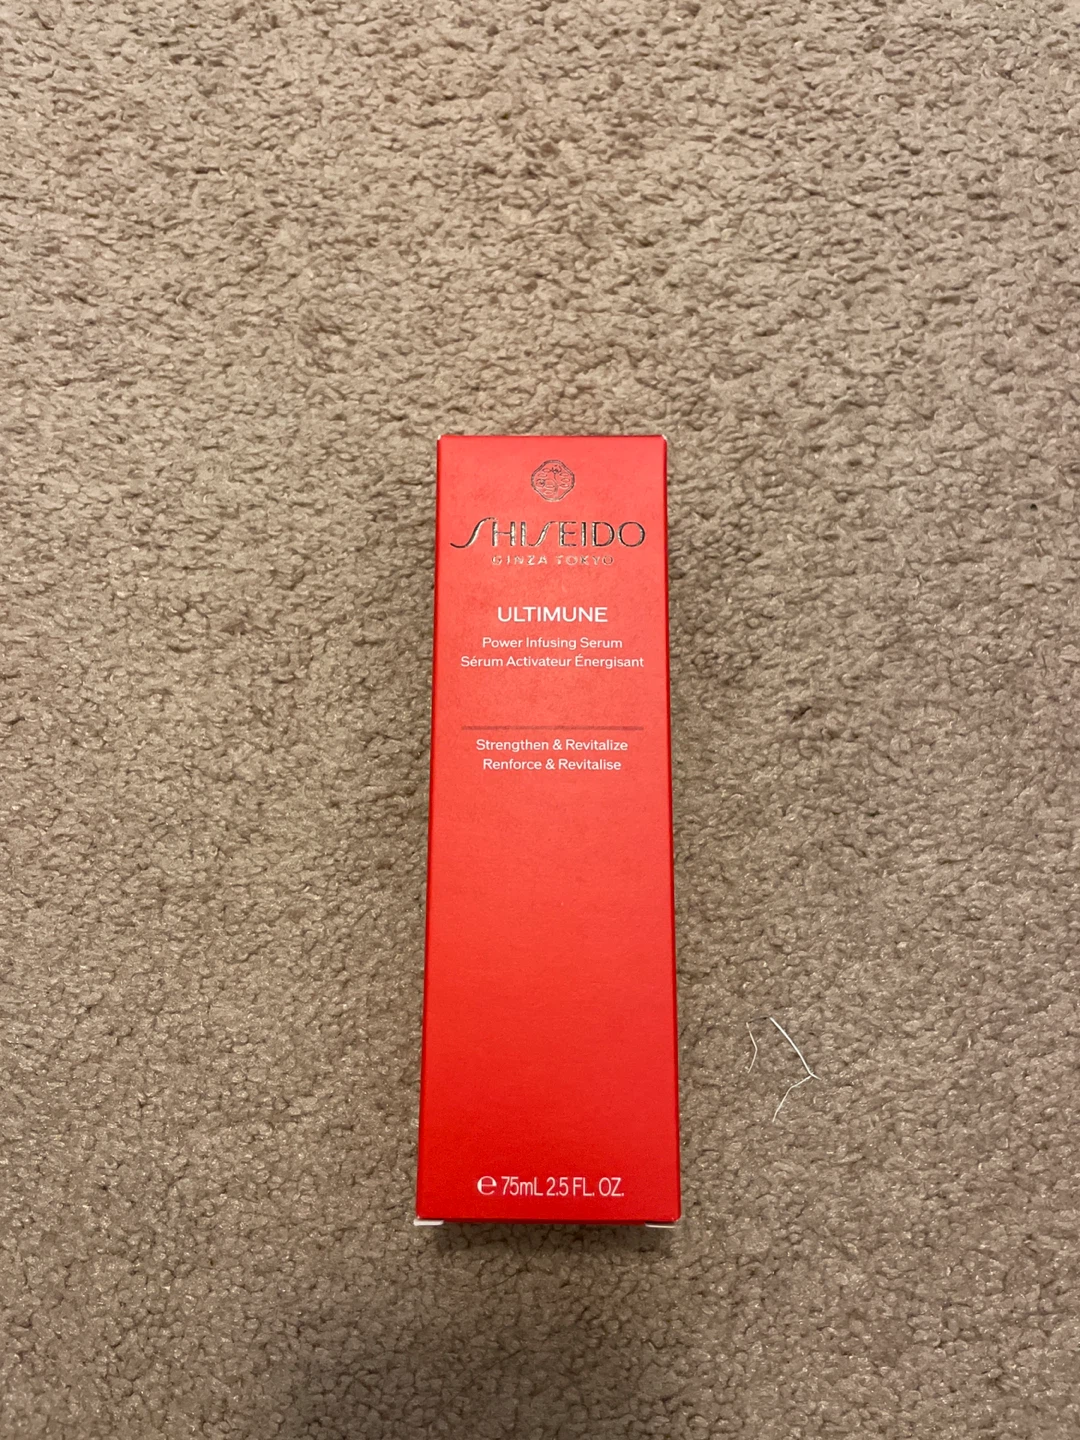 SHISEIDO
GINZA TOKYO
ULTIMUNE
Power Infusing Serum
Sérum Activateur Énergisant
Strengthen & Revitalize
Renforce & Revitalise
℮ 75mL 2.5 FL. OZ.